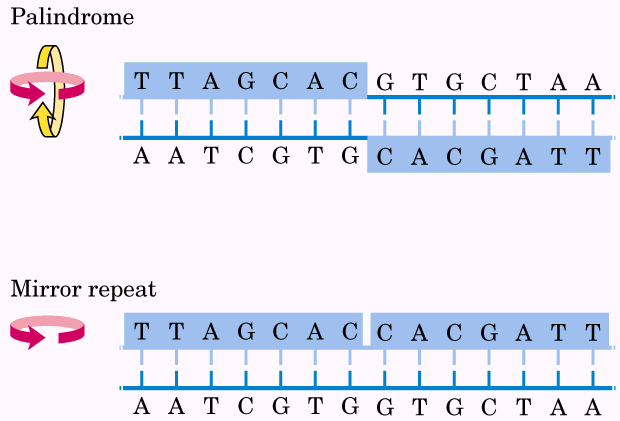 Palindrome
T T A G C A C G T G C T A A
A A T C G T G C A C G A T T
Mirror repeat
T T A G C A C C A C G A T T
A A T C G T G G T G C T A A